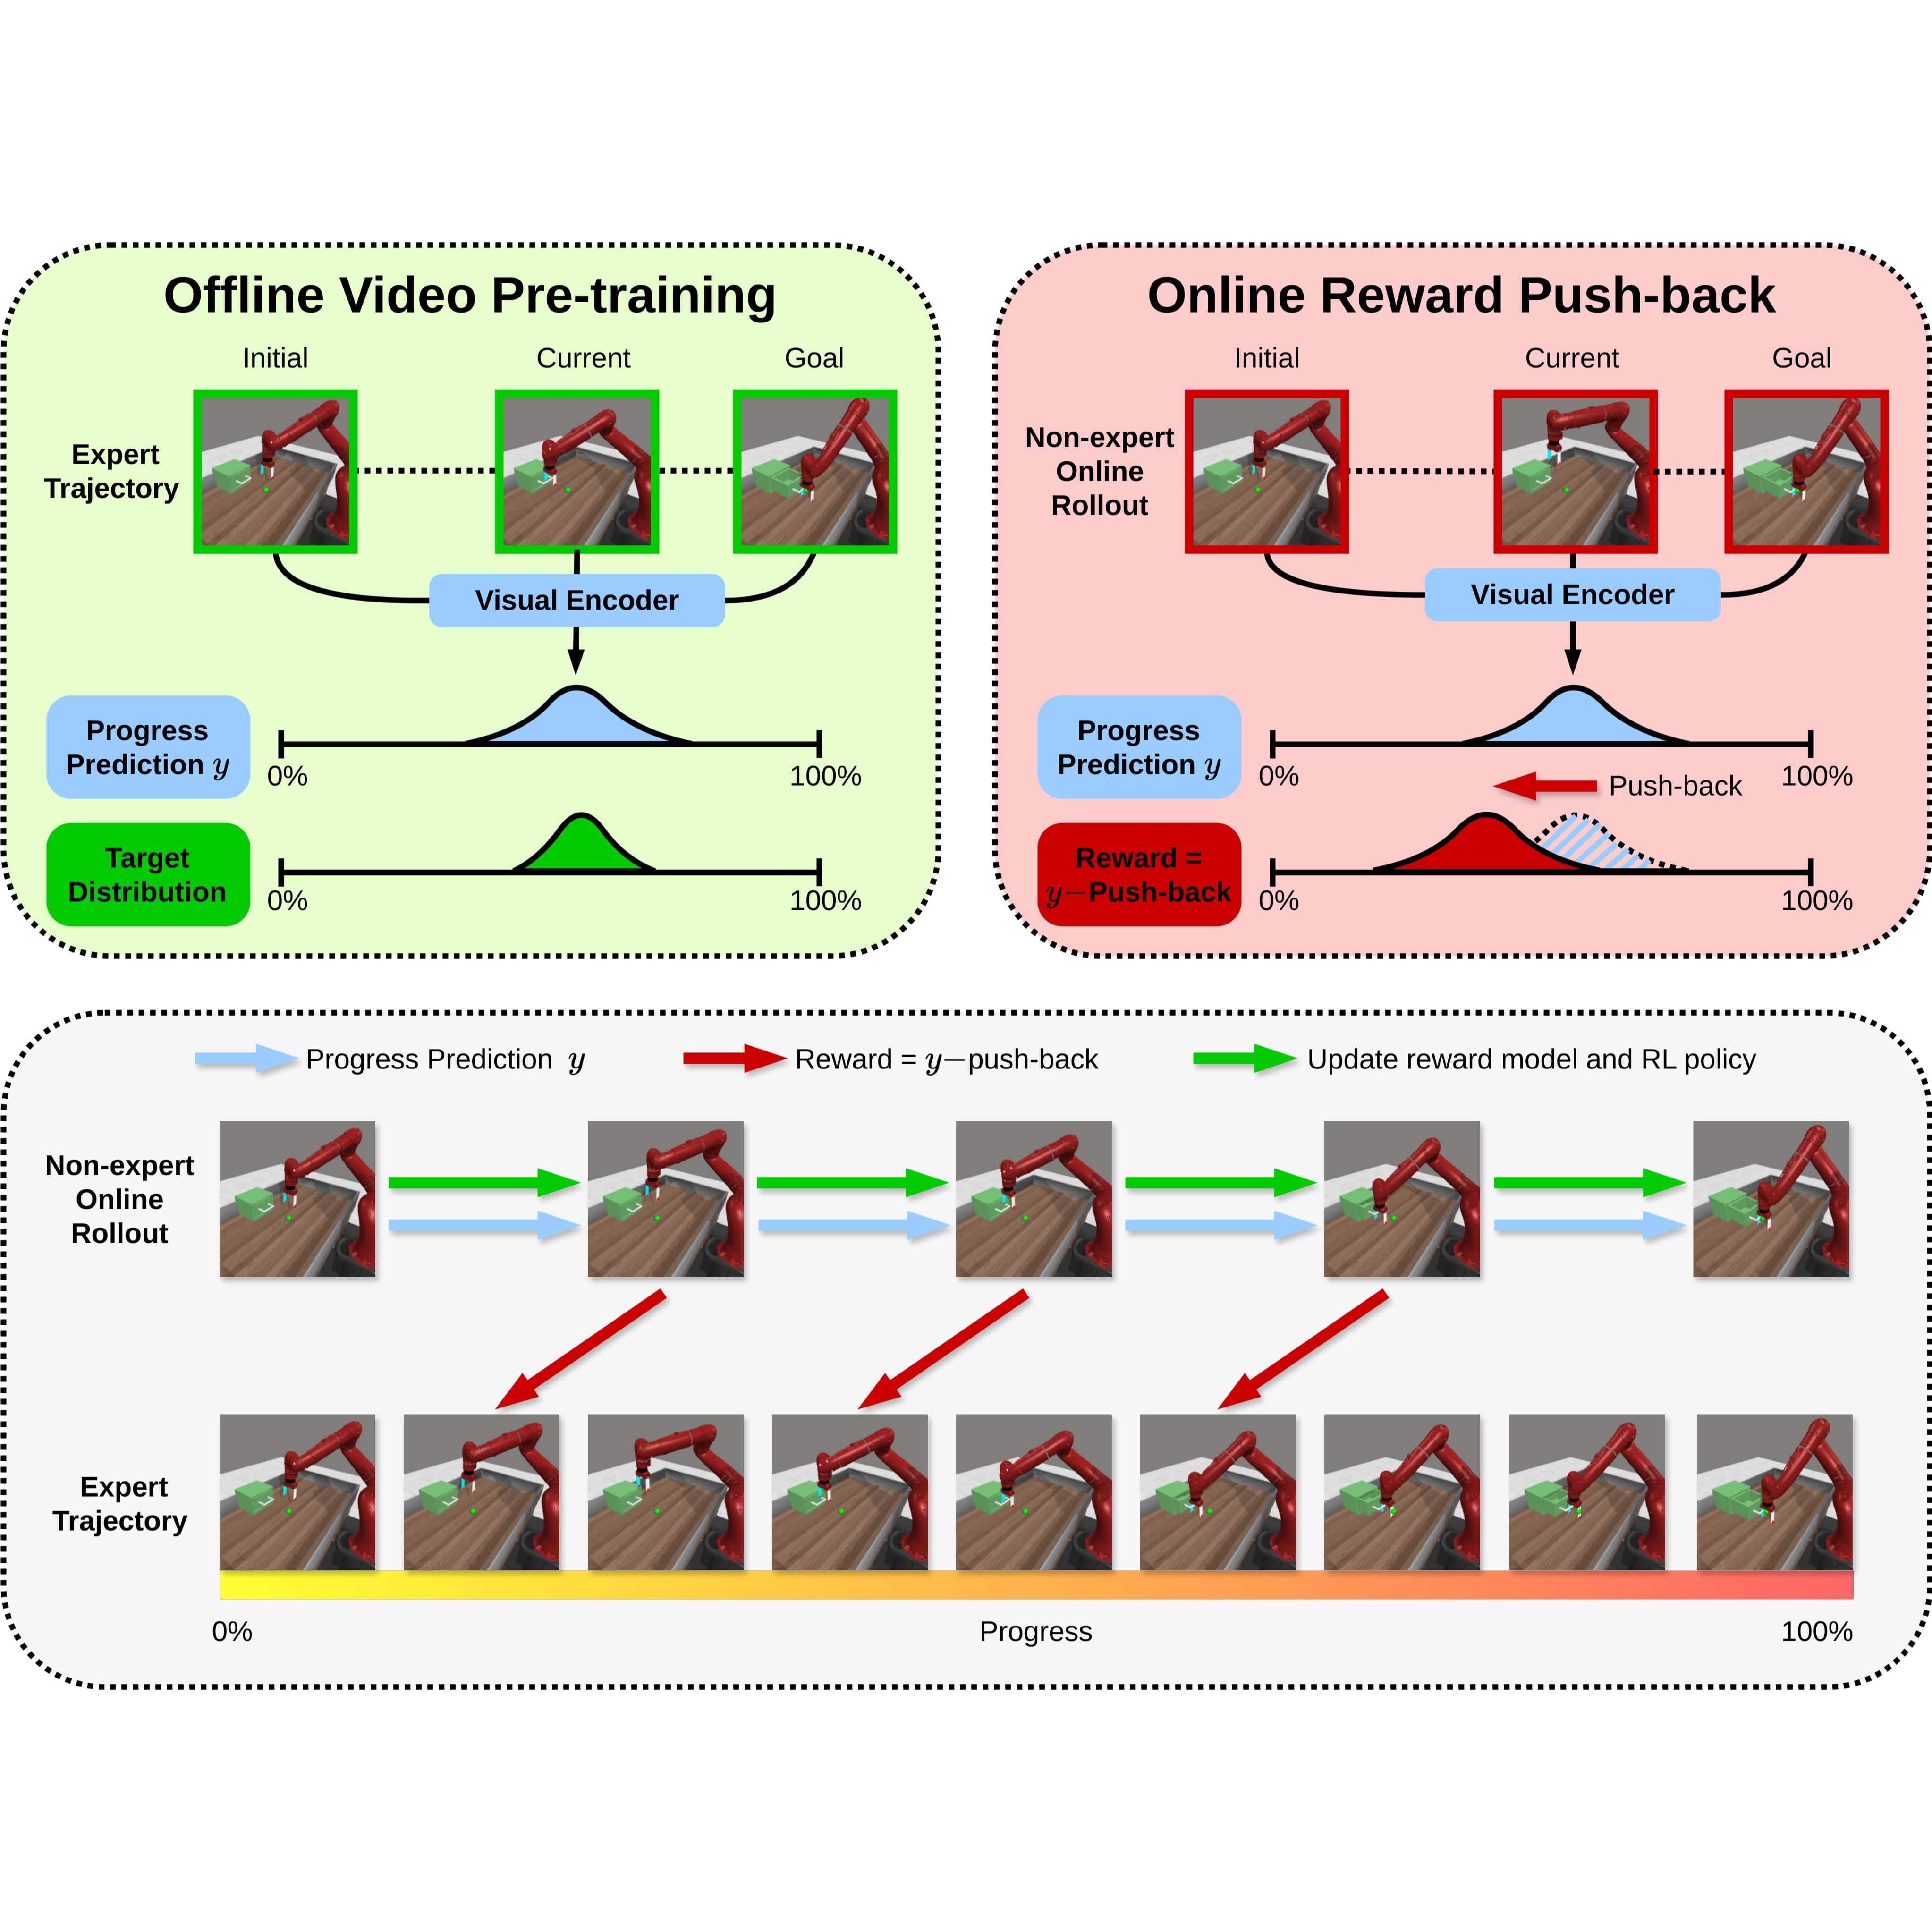 Offline Video Pre-training
Initial
Current
Goal
Expert
Trajectory
Visual Encoder
Progress
Prediction y
0%
100%
Target
Distribution
0%
100%
Online Reward Push-back
Initial
Current
Goal
Non-expert
Online
Rollout
Visual Encoder
Progress
Prediction y
0%
100%
Push-back
Reward =
y−Push-back
0%
100%
Progress Prediction y
Reward = y−push-back
Update reward model and RL policy
Non-expert
Online
Rollout
Expert
Trajectory
0%
Progress
100%